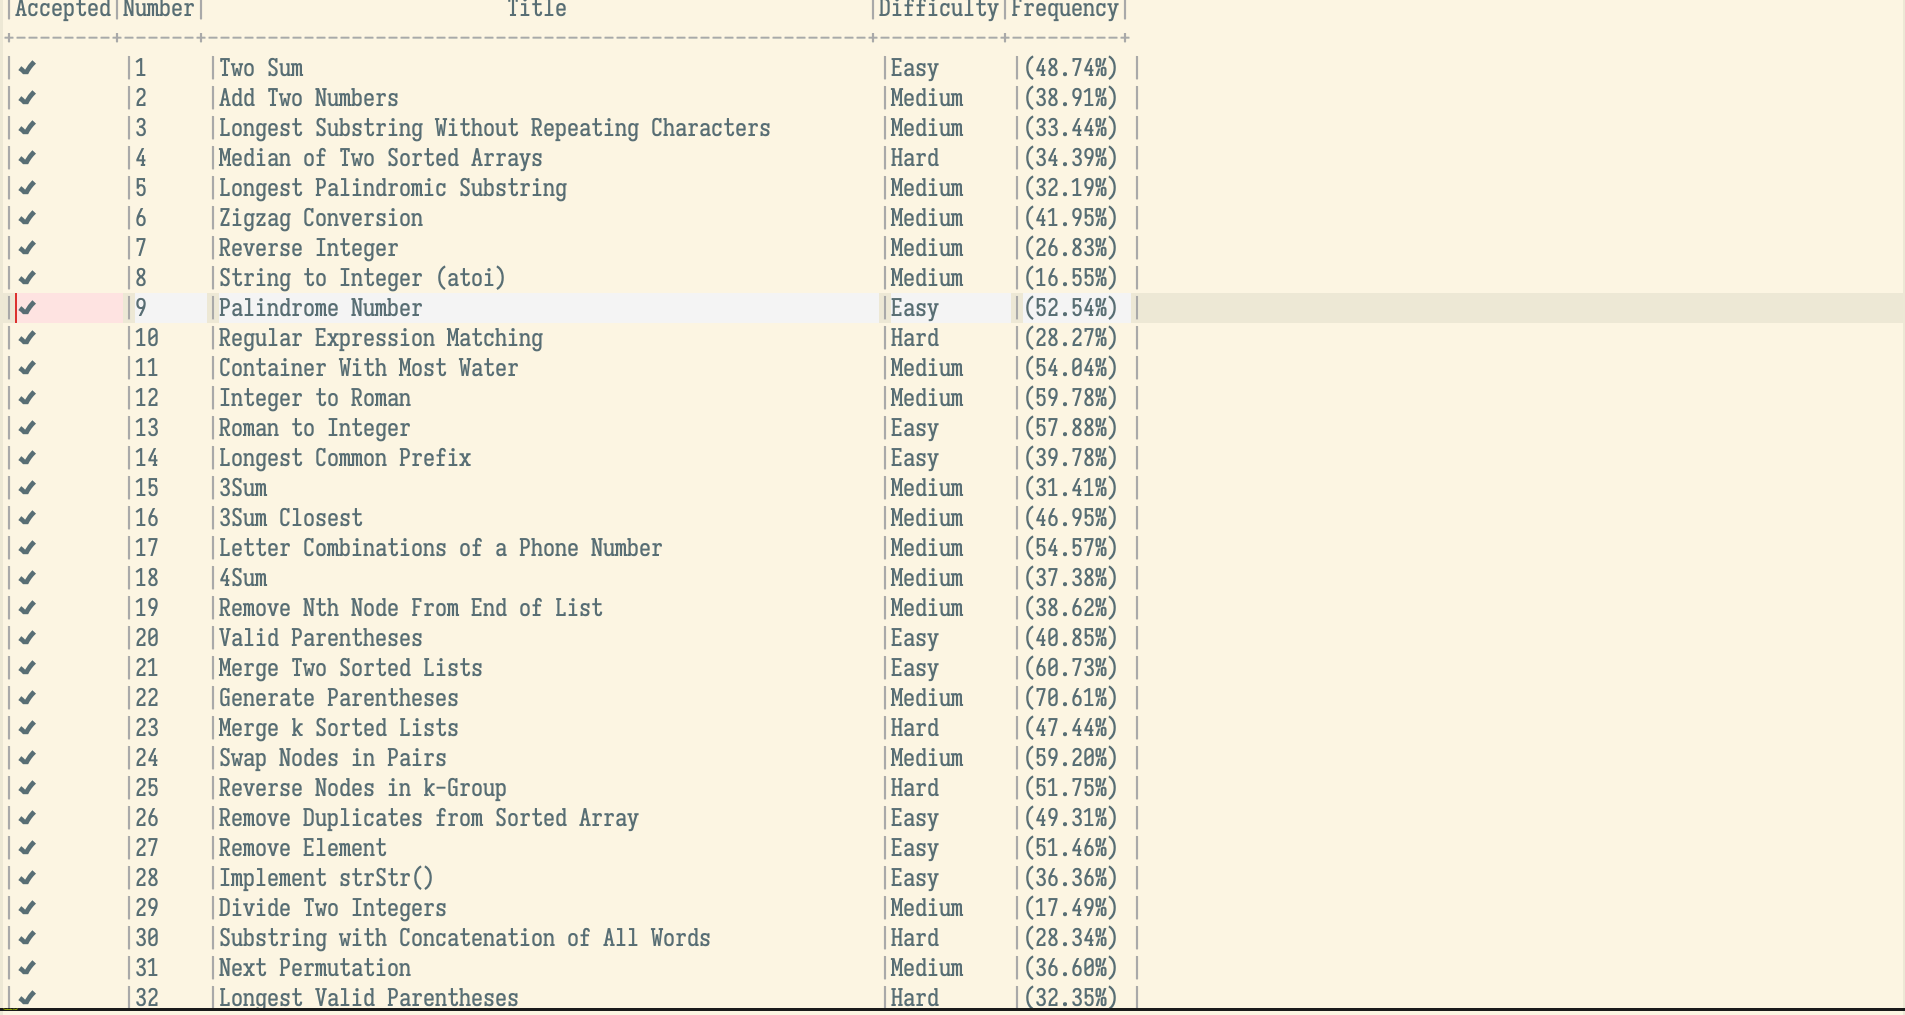 |Accepted|Number| Title |Difficulty|Frequency|
+--------+------+-------------------------------------------------------+----------+---------+
|✔ |1 |Two Sum |Easy |(48.74%) |
|✔ |2 |Add Two Numbers |Medium |(38.91%) |
|✔ |3 |Longest Substring Without Repeating Characters |Medium |(33.44%) |
|✔ |4 |Median of Two Sorted Arrays |Hard |(34.39%) |
|✔ |5 |Longest Palindromic Substring |Medium |(32.19%) |
|✔ |6 |Zigzag Conversion |Medium |(41.95%) |
|✔ |7 |Reverse Integer |Medium |(26.83%) |
|✔ |8 |String to Integer (atoi) |Medium |(16.55%) |
|✔ |9 |Palindrome Number |Easy |(52.54%) |
|✔ |10 |Regular Expression Matching |Hard |(28.27%) |
|✔ |11 |Container With Most Water |Medium |(54.04%) |
|✔ |12 |Integer to Roman |Medium |(59.78%) |
|✔ |13 |Roman to Integer |Easy |(57.88%) |
|✔ |14 |Longest Common Prefix |Easy |(39.78%) |
|✔ |15 |3Sum |Medium |(31.41%) |
|✔ |16 |3Sum Closest |Medium |(46.95%) |
|✔ |17 |Letter Combinations of a Phone Number |Medium |(54.57%) |
|✔ |18 |4Sum |Medium |(37.38%) |
|✔ |19 |Remove Nth Node From End of List |Medium |(38.62%) |
|✔ |20 |Valid Parentheses |Easy |(40.85%) |
|✔ |21 |Merge Two Sorted Lists |Easy |(60.73%) |
|✔ |22 |Generate Parentheses |Medium |(70.61%) |
|✔ |23 |Merge k Sorted Lists |Hard |(47.44%) |
|✔ |24 |Swap Nodes in Pairs |Medium |(59.20%) |
|✔ |25 |Reverse Nodes in k-Group |Hard |(51.75%) |
|✔ |26 |Remove Duplicates from Sorted Array |Easy |(49.31%) |
|✔ |27 |Remove Element |Easy |(51.46%) |
|✔ |28 |Implement strStr() |Easy |(36.36%) |
|✔ |29 |Divide Two Integers |Medium |(17.49%) |
|✔ |30 |Substring with Concatenation of All Words |Hard |(28.34%) |
|✔ |31 |Next Permutation |Medium |(36.60%) |
|✔ |32 |Longest Valid Parentheses |Hard |(32.35%) |